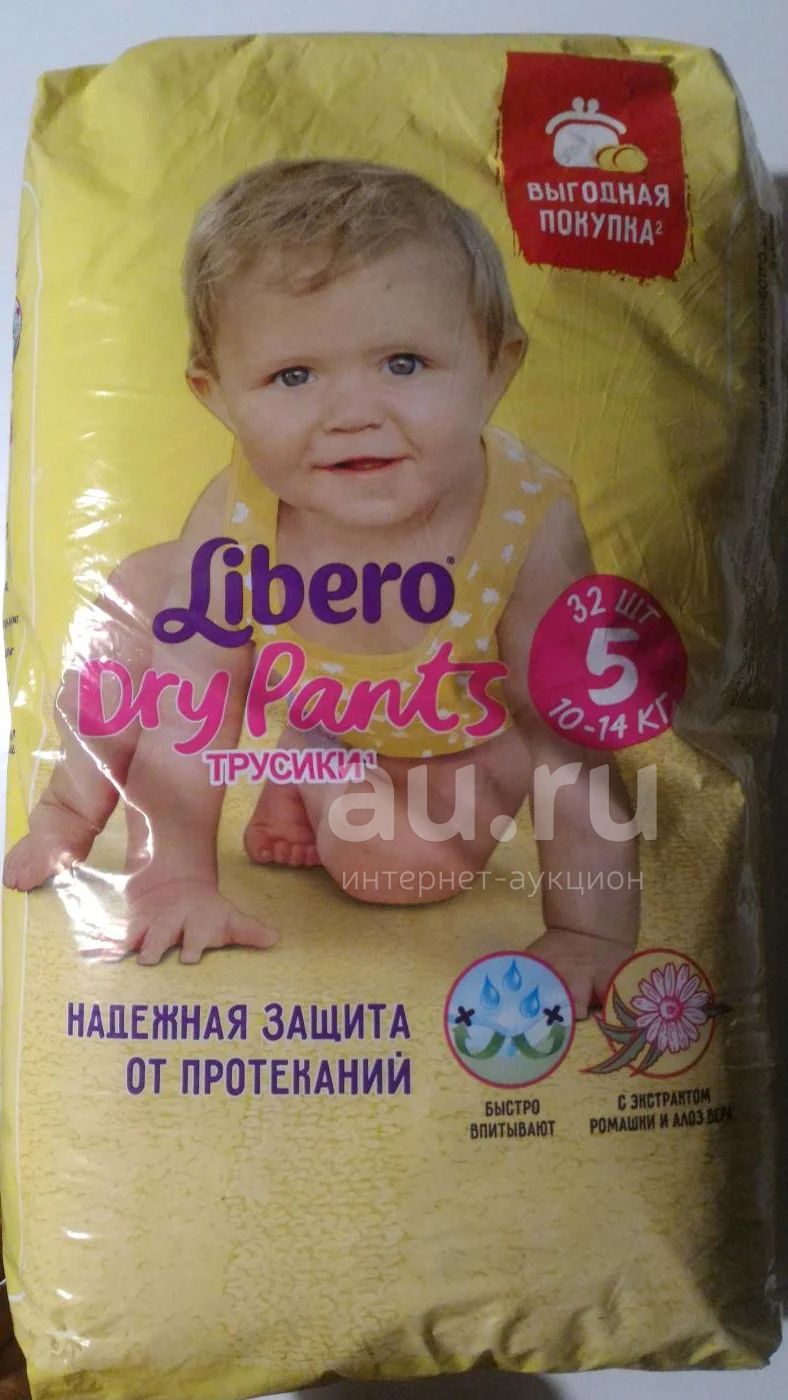 ВЫГОДНАЯ
ПОКУПКА²
Libero®
Dry Pants
ТРУСИКИ¹
32 ШТ
5
10-14 КГ
au.ru
интернет-аукцион
НАДЕЖНАЯ ЗАЩИТА
ОТ ПРОТЕКАНИЙ
БЫСТРО
ВПИТЫВАЮТ
С ЭКСТРАКТОМ
РОМАШКИ И АЛОЭ ВЕРА